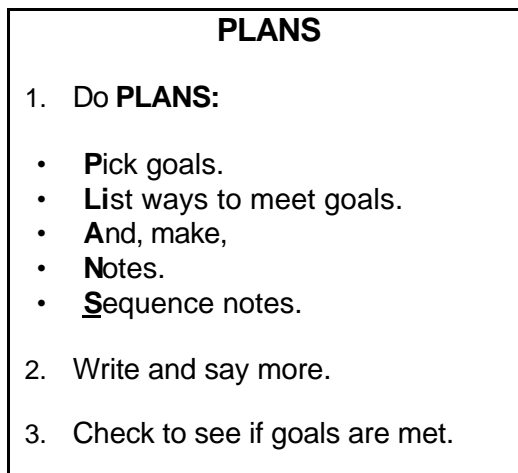 PLANS
1. Do PLANS:
• Pick goals.
• List ways to meet goals.
• And, make,
• Notes.
• Sequence notes.
2. Write and say more.
3. Check to see if goals are met.